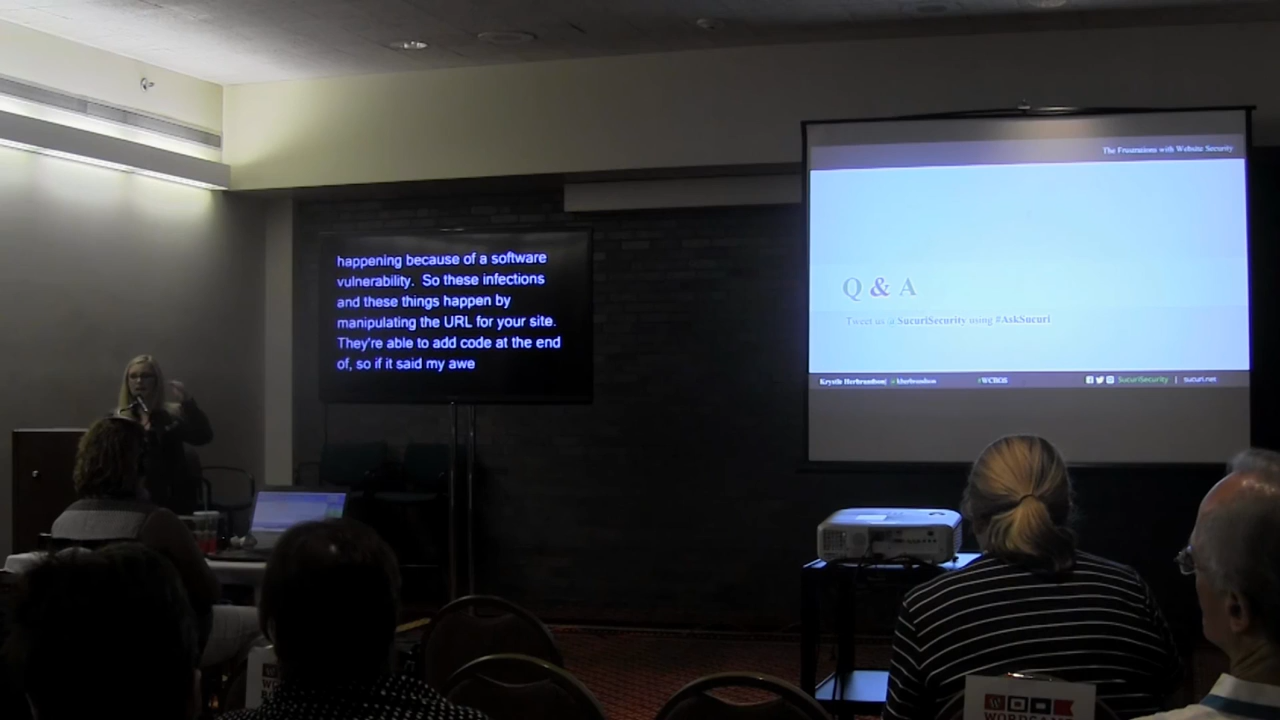 happening because of a software
vulnerability.  So these infections
and these things happen by
manipulating the URL for your site.
They're able to add code at the end
of, so if it said my awe
The Frustrations with Website Security
Q & A
Tweet us @SucuriSecurity using #AskSucuri
#WCBOS
SucuriSecurity | sucuri.net